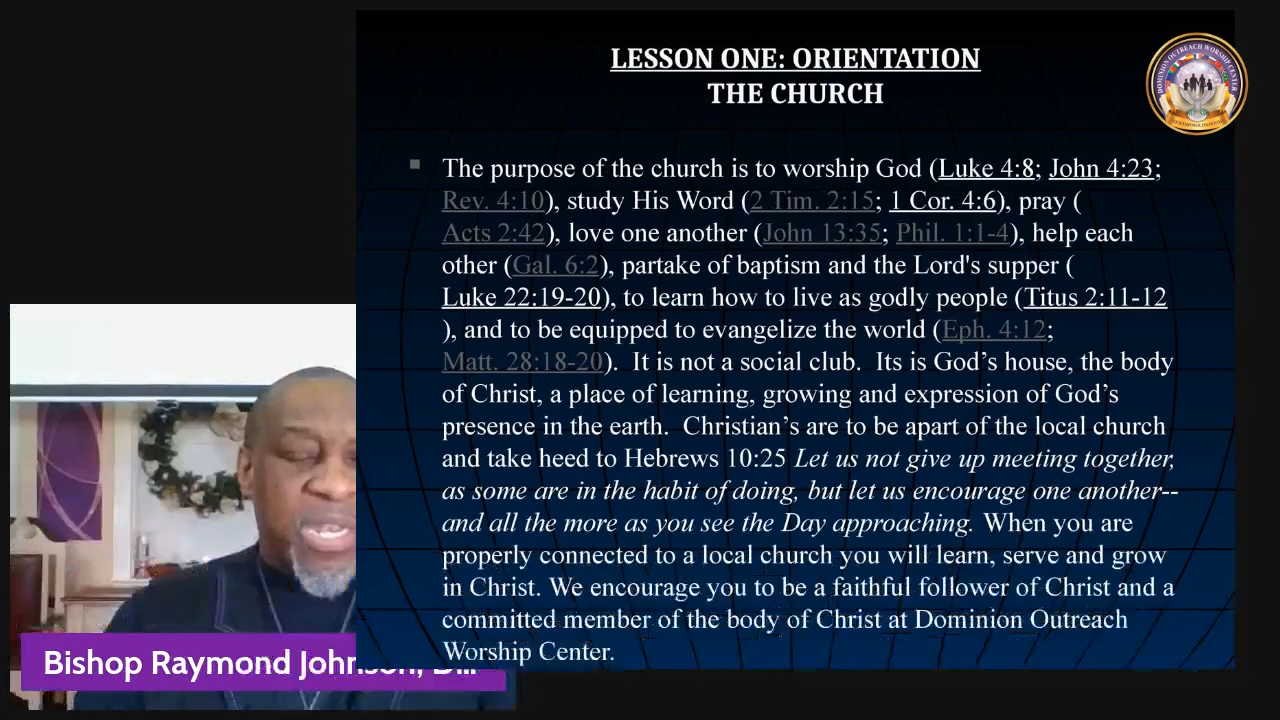 LESSON ONE: ORIENTATION
THE CHURCH
The purpose of the church is to worship God (Luke 4:8; John 4:23;
Rev. 4:10), study His Word (2 Tim. 2:15; 1 Cor. 4:6), pray (
Acts 2:42), love one another (John 13:35; Phil. 1:1-4), help each
other (Gal. 6:2), partake of baptism and the Lord's supper (
Luke 22:19-20), to learn how to live as godly people (Titus 2:11-12
), and to be equipped to evangelize the world (Eph. 4:12;
Matt. 28:18-20).  It is not a social club.  Its is God’s house, the body
of Christ, a place of learning, growing and expression of God’s
presence in the earth.  Christian’s are to be apart of the local church
and take heed to Hebrews 10:25 Let us not give up meeting together,
as some are in the habit of doing, but let us encourage one another--
and all the more as you see the Day approaching. When you are
properly connected to a local church you will learn, serve and grow
in Christ. We encourage you to be a faithful follower of Christ and a
committed member of the body of Christ at Dominion Outreach
Worship Center.
DOMINION OUTREACH WORSHIP CENTER
Bishop Raymond Johnson,